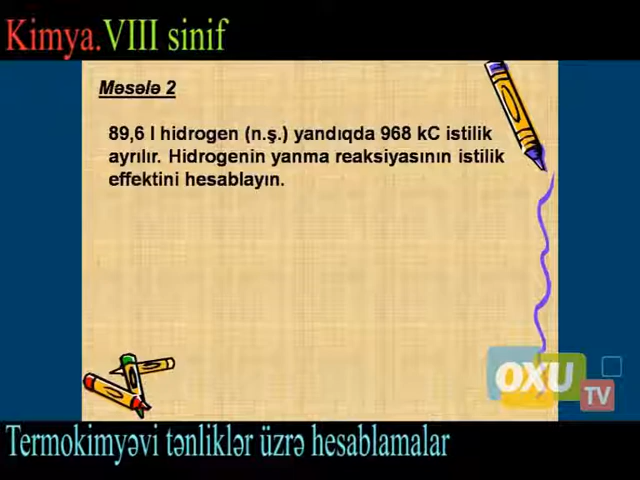 Kimya.VIII sinif
Məsələ 2
89,6 l hidrogen (n.ş.) yandıqda 968 kC istilik
ayrılır. Hidrogenin yanma reaksiyasının istilik
effektini hesablayın.
OXU
TV
Termokimyəvi tənliklər üzrə hesablamalar